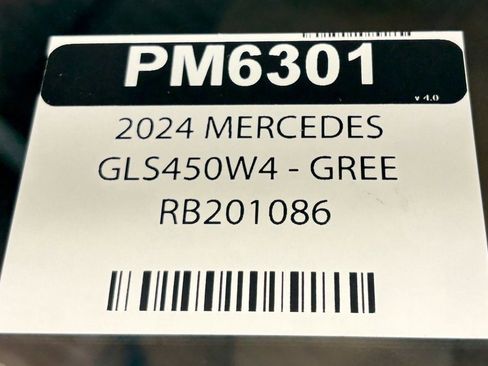 PM6301
v 4.0
2024 MERCEDES
GLS450W4 - GREE
RB201086